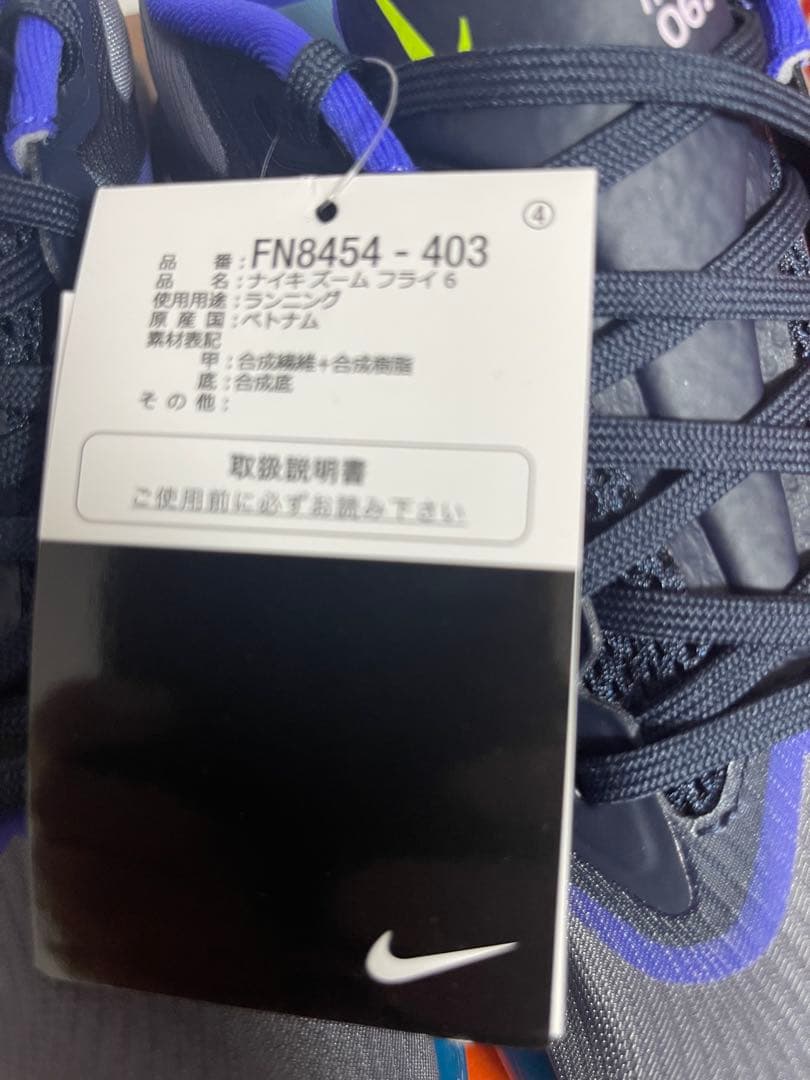 ④
品 番：FN8454 - 403
品 名：ナイキ ズーム フライ 6
使用用途：ランニング
原 産 国：ベトナム
素材表記
甲：合成繊維+合成樹脂
底：合成底
そ の 他：
取扱説明書
ご使用前に必ずお読み下さい